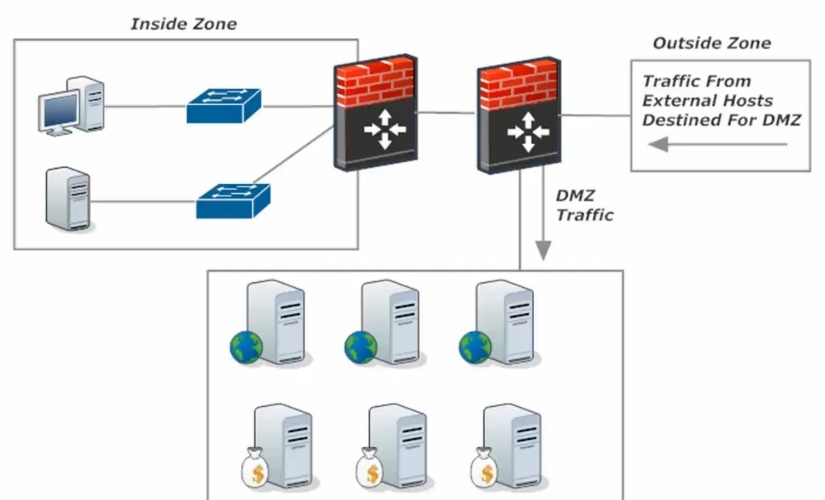 Inside Zone
Outside Zone
Traffic From
External Hosts
Destined For DMZ
DMZ
Traffic
$ $ $